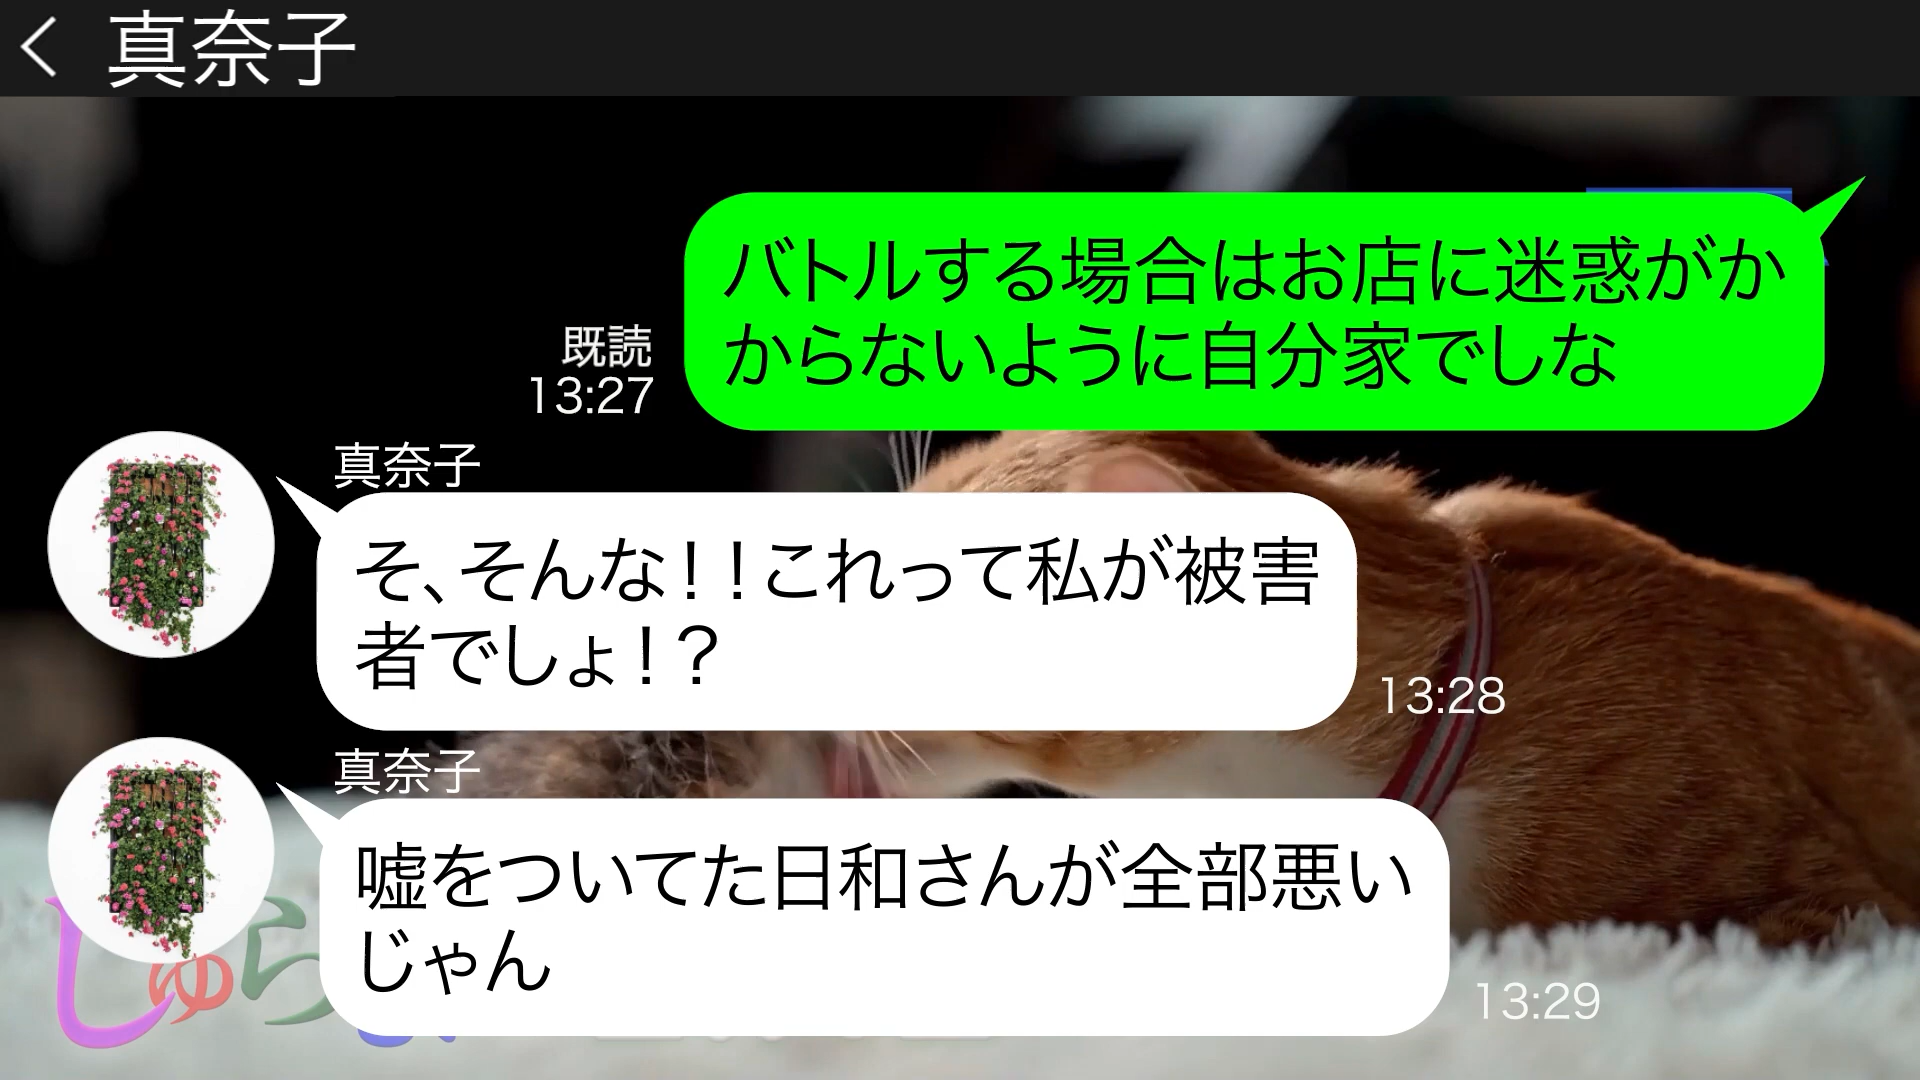 真奈子
バトルする場合はお店に迷惑がか
からないように自分家でしな
既読
13:27
真奈子
そ、そんな！！これって私が被害
者でしょ！？
13:28
真奈子
嘘をついてた日和さんが全部悪い
じゃん
13:29
しゅら